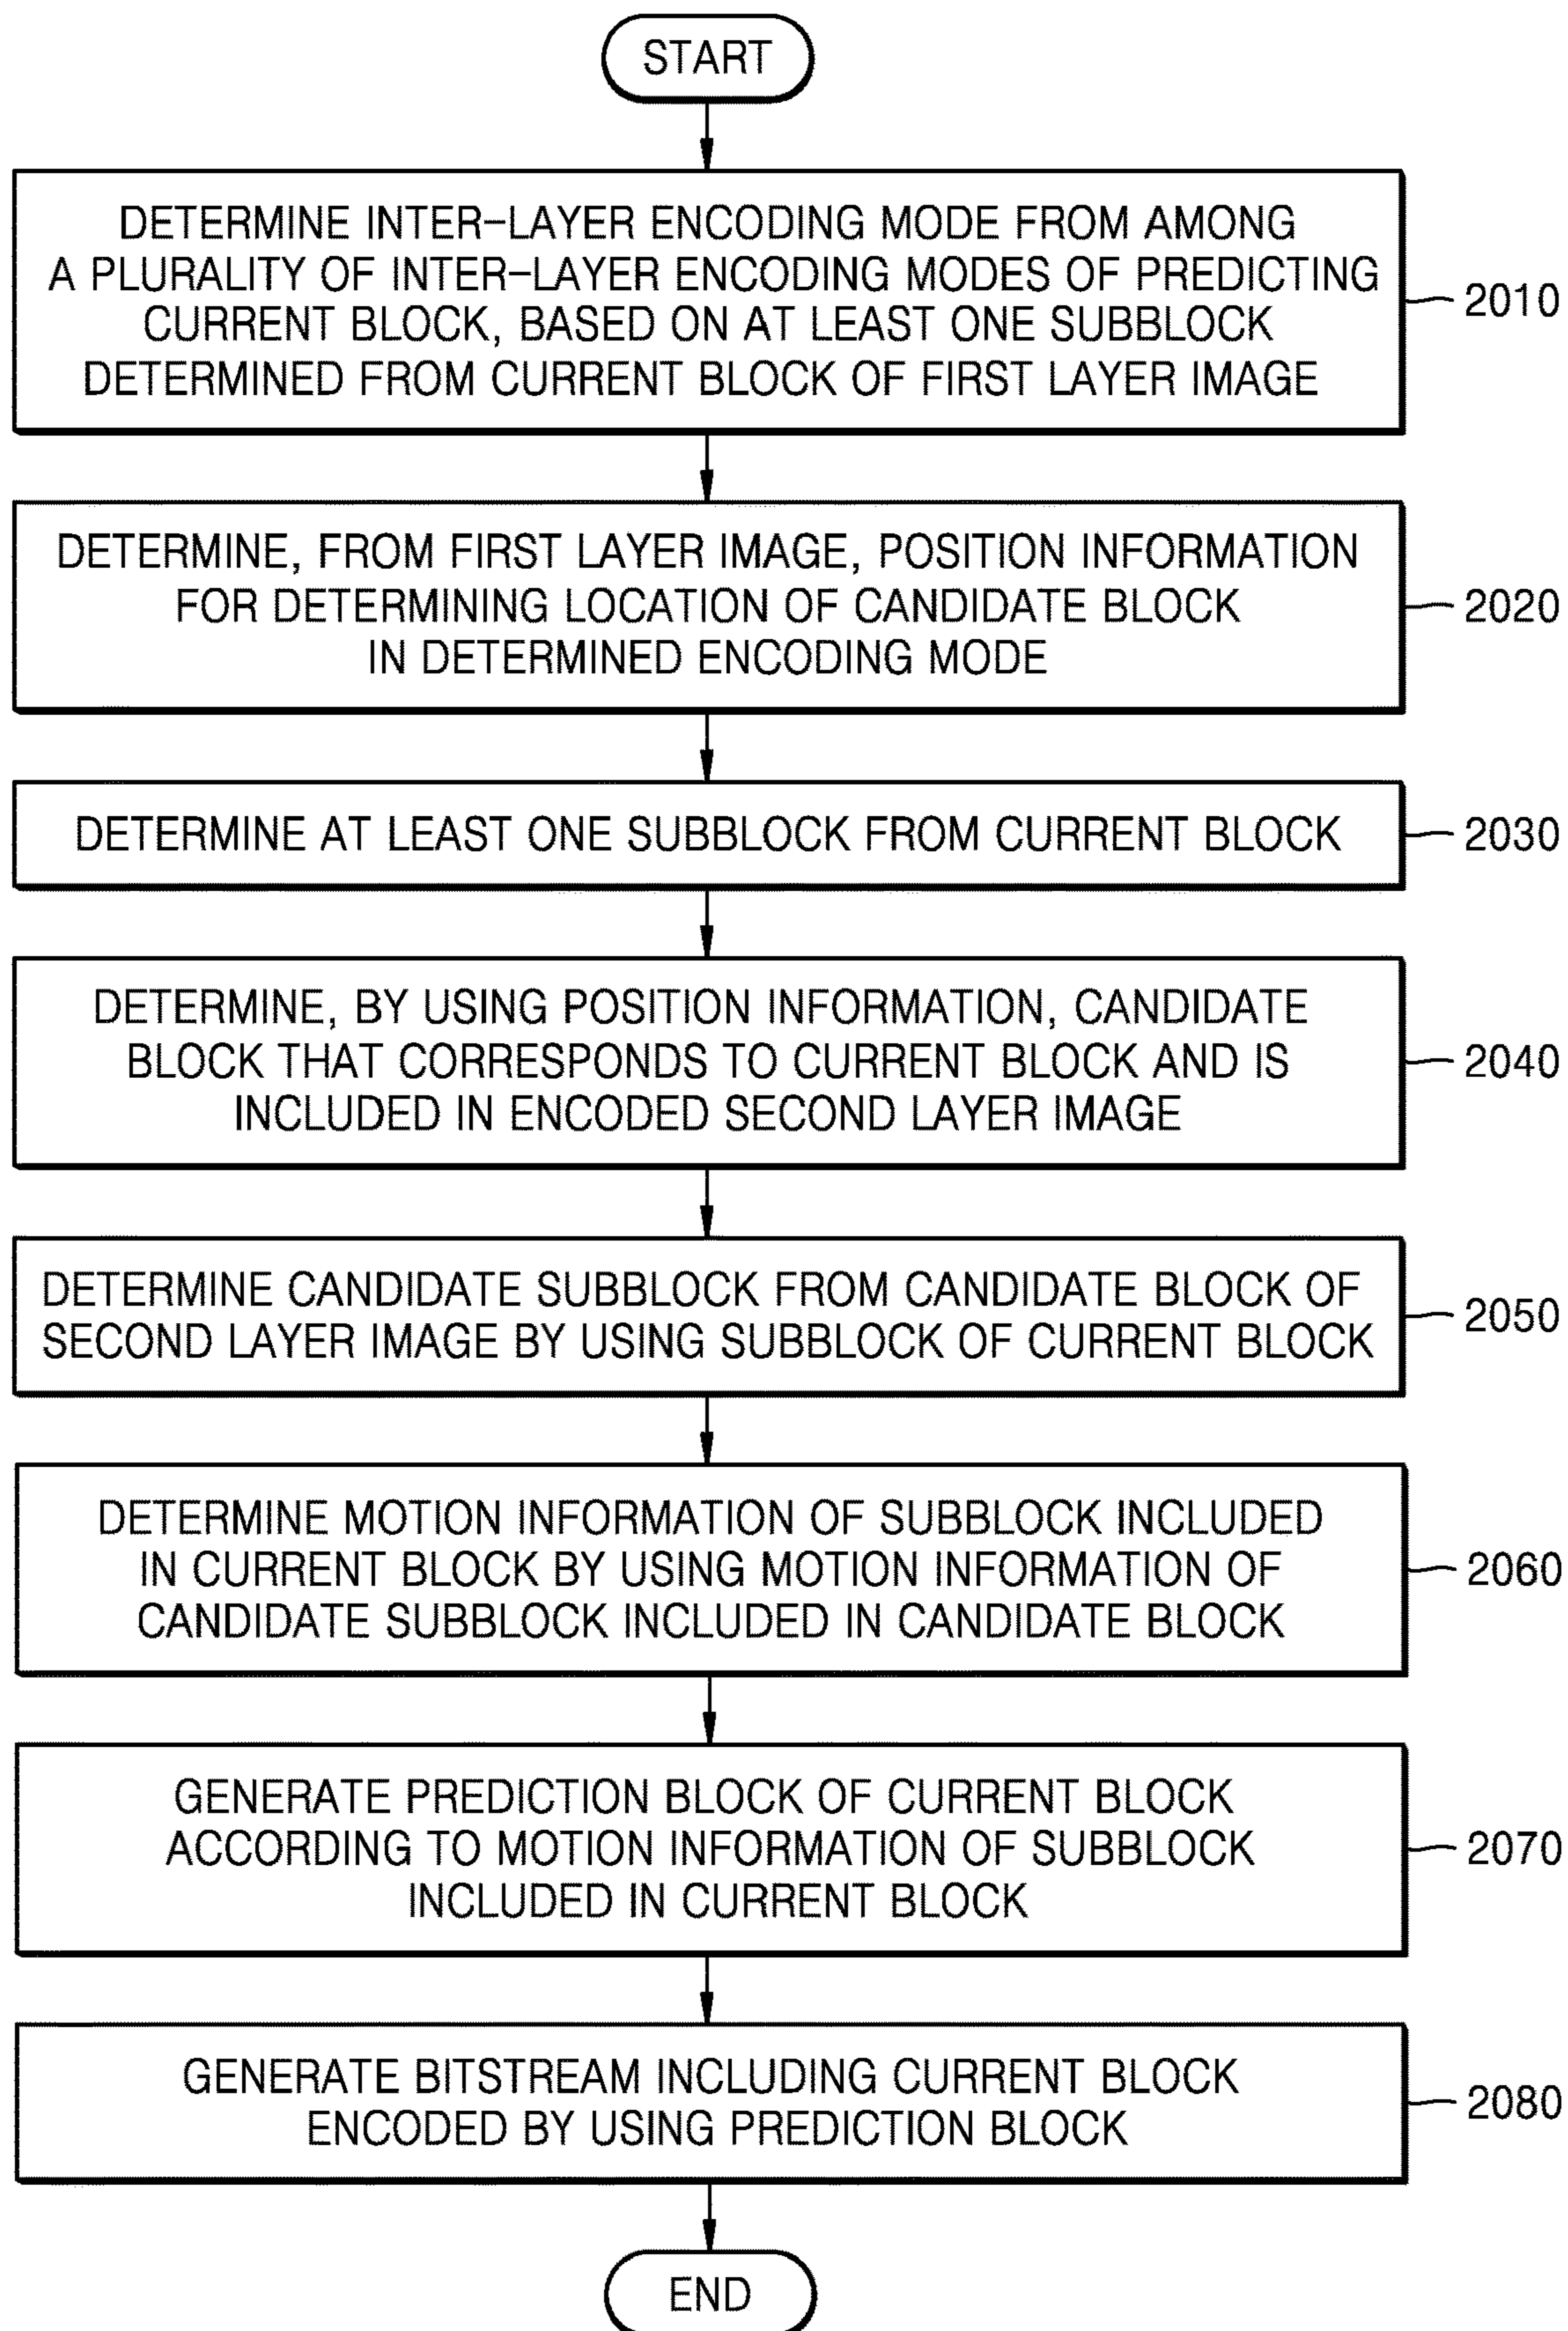 START
DETERMINE INTER-LAYER ENCODING MODE FROM AMONG
A PLURALITY OF INTER-LAYER ENCODING MODES OF PREDICTING
CURRENT BLOCK, BASED ON AT LEAST ONE SUBBLOCK
DETERMINED FROM CURRENT BLOCK OF FIRST LAYER IMAGE
2010
DETERMINE, FROM FIRST LAYER IMAGE, POSITION INFORMATION
FOR DETERMINING LOCATION OF CANDIDATE BLOCK
IN DETERMINED ENCODING MODE
2020
DETERMINE AT LEAST ONE SUBBLOCK FROM CURRENT BLOCK
2030
DETERMINE, BY USING POSITION INFORMATION, CANDIDATE
BLOCK THAT CORRESPONDS TO CURRENT BLOCK AND IS
INCLUDED IN ENCODED SECOND LAYER IMAGE
2040
DETERMINE CANDIDATE SUBBLOCK FROM CANDIDATE BLOCK OF
SECOND LAYER IMAGE BY USING SUBBLOCK OF CURRENT BLOCK
2050
DETERMINE MOTION INFORMATION OF SUBBLOCK INCLUDED
IN CURRENT BLOCK BY USING MOTION INFORMATION OF
CANDIDATE SUBBLOCK INCLUDED IN CANDIDATE BLOCK
2060
GENERATE PREDICTION BLOCK OF CURRENT BLOCK
ACCORDING TO MOTION INFORMATION OF SUBBLOCK
INCLUDED IN CURRENT BLOCK
2070
GENERATE BITSTREAM INCLUDING CURRENT BLOCK
ENCODED BY USING PREDICTION BLOCK
2080
END